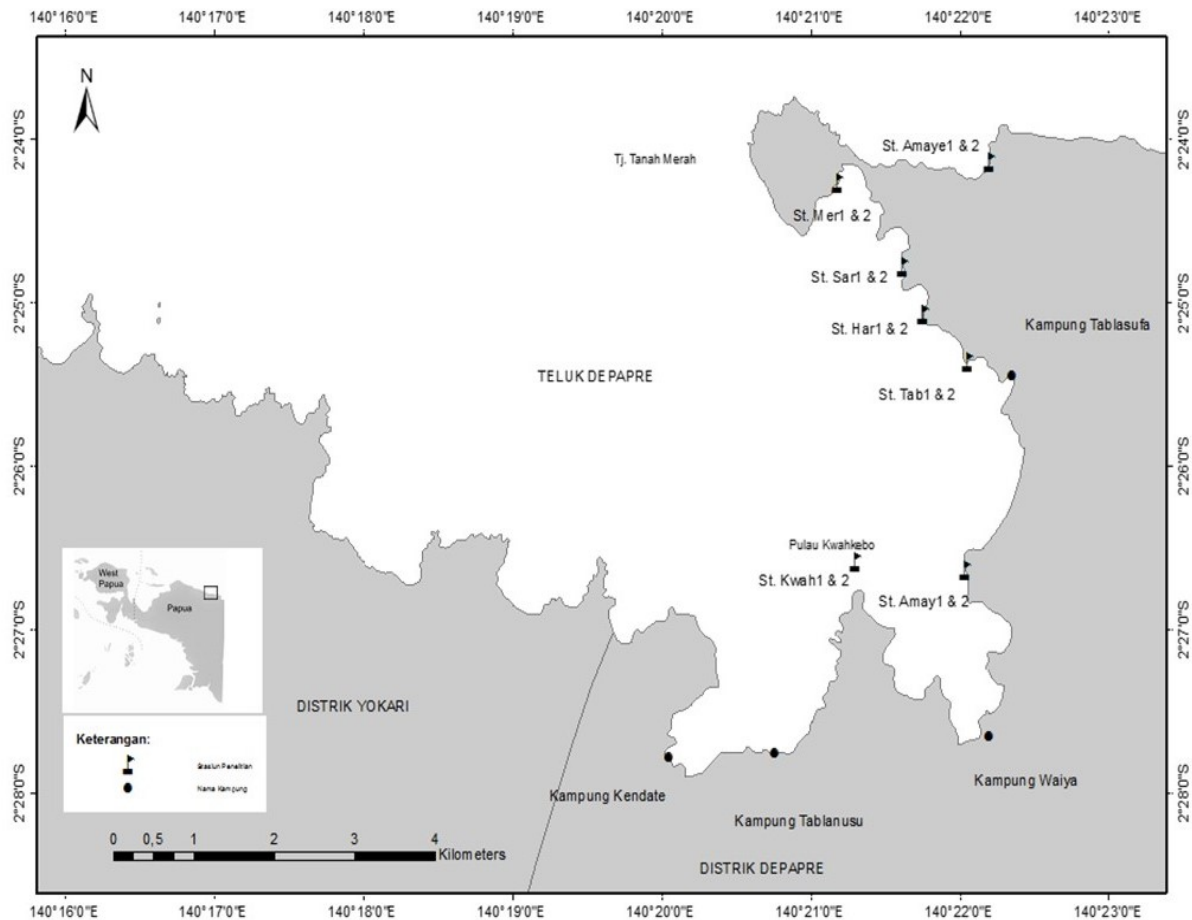 140°16'0"E 140°17'0"E 140°18'0"E 140°19'0"E 140°20'0"E 140°21'0"E 140°22'0"E 140°23'0"E
N
2°24'0"S
2°24'0"S
St. Amaye1 & 2
Tj. Tanah Merah
St. Mer1 & 2
St. Sar1 & 2
2°25'0"S
2°25'0"S
St. Har1 & 2
Kampung Tablasufa
TELUK DEPAPRE
St. Tab1 & 2
2°26'0"S
2°26'0"S
Pulau Kwahkebo
St. Kwah1 & 2
St. Amay1 & 2
West
Papua
Papua
2°27'0"S
2°27'0"S
DISTRIK YOKARI
Keterangan:
Stasiun Penelitian
Nama Kampung
Kampung Waiya
2°28'0"S
2°28'0"S
Kampung Kendate
Kampung Tablanusu
0 0,5 1 2 3 4
Kilometers
DISTRIK DEPAPRE
140°16'0"E 140°17'0"E 140°18'0"E 140°19'0"E 140°20'0"E 140°21'0"E 140°22'0"E 140°23'0"E